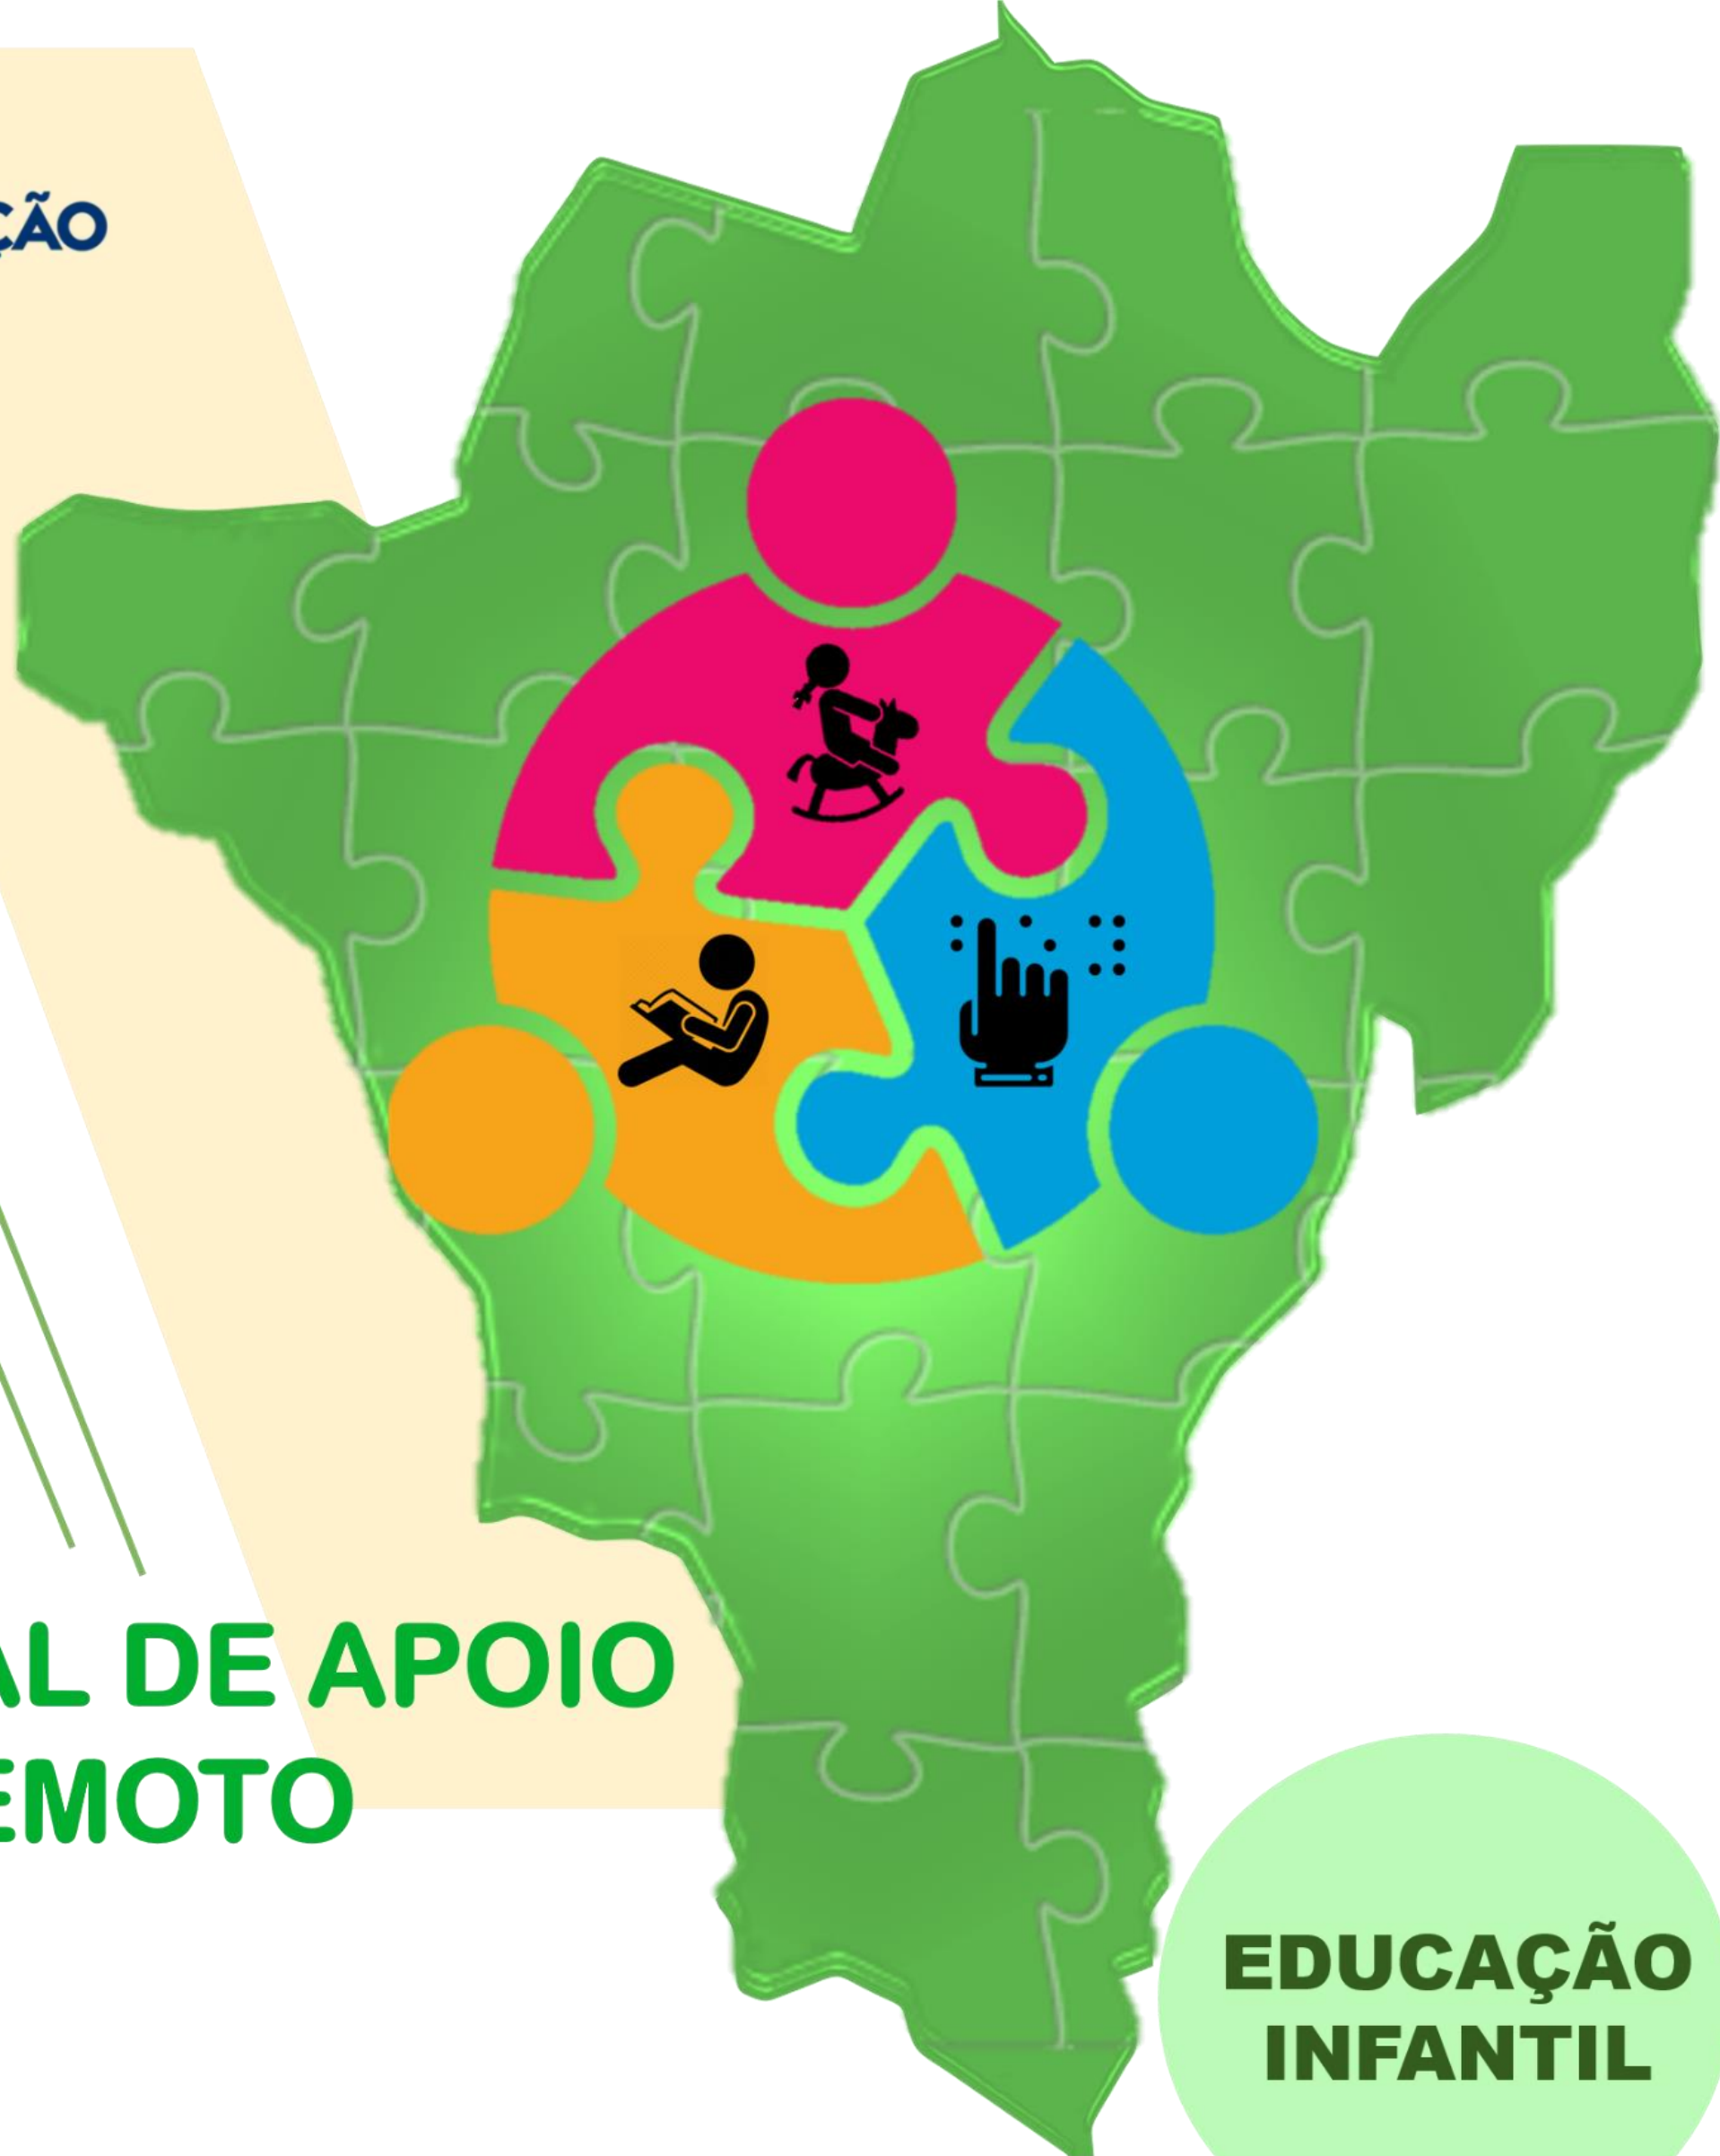 ÇÃO
AL DE APOIO
EMOTO
EDUCAÇÃO
INFANTIL